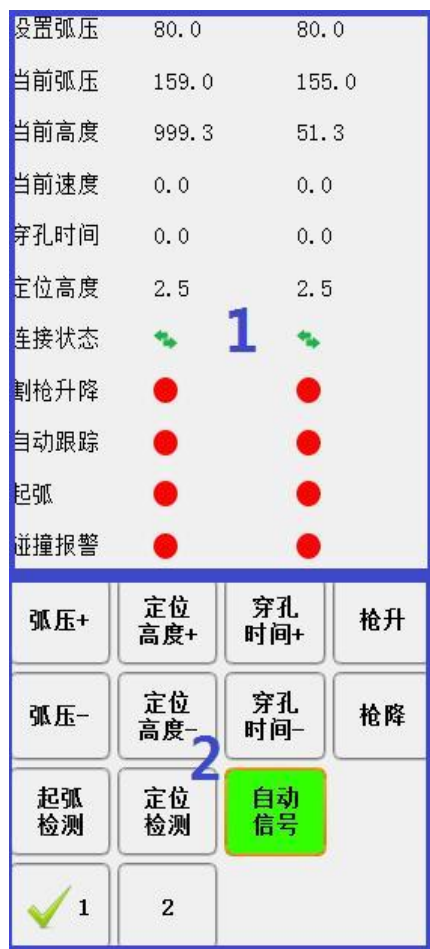 设置弧压 80.0 80.0
当前弧压 159.0 155.0
当前高度 999.3 51.3
当前速度 0.0 0.0
穿孔时间 0.0 0.0
定位高度 2.5 2.5
1
连接状态
割枪升降
自动跟踪
起弧
碰撞报警
弧压+
定位
高度+
穿孔
时间+
枪升
弧压-
定位
高度-
穿孔
时间-
枪降
2
起弧
检测
定位
检测
自动
信号
1
2